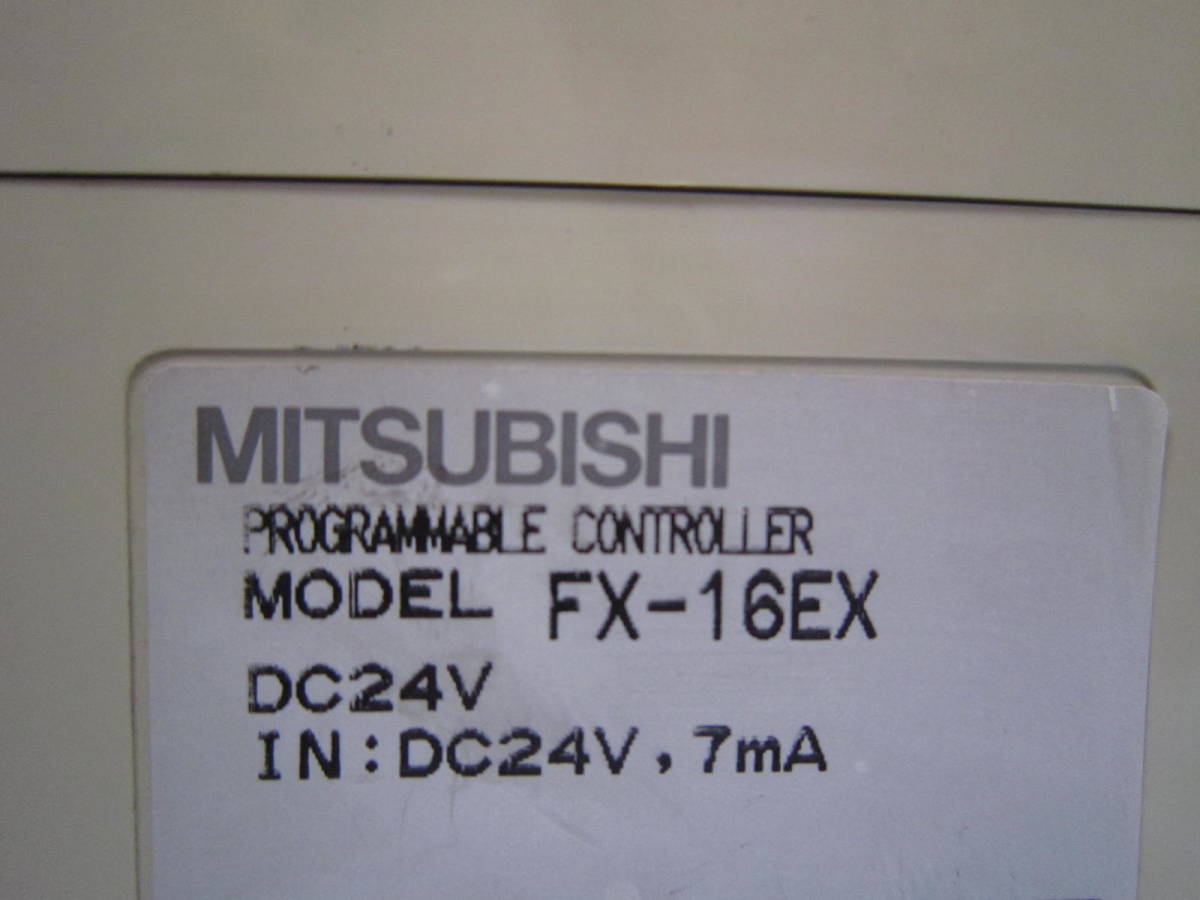 MITSUBISHI
PROGRAMMABLE CONTROLLER
MODEL FX-16EX
DC24V
IN:DC24V,7mA